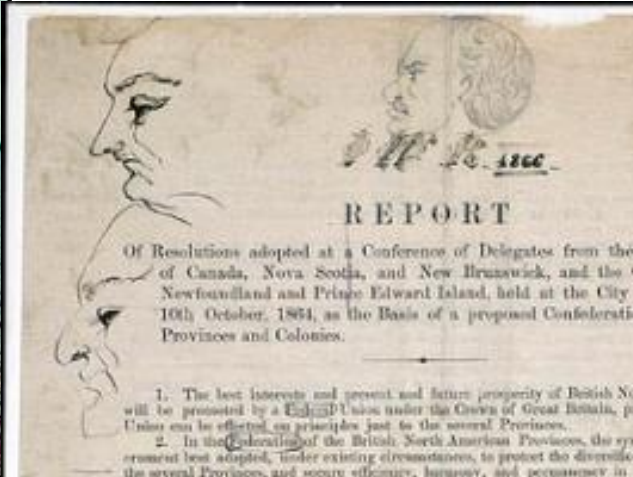 1866
REPORT
Of Resolutions adopted at a Conference of Delegates from the
of Canada, Nova Scotia, and New Brunswick, and the
Newfoundland and Prince Edward Island, held at the City
10th October, 1864, as the Basis of a proposed Confederati
Provinces and Colonies.
1. The best interests and present and future prosperity of British No
will be promoted by a Federal Union under the Crown of Great Britain, p
Union can be effected on principles just to the several Provinces.
2. In the Federation of the British North American Provinces, the sys
ernment best adopted, under existing circumstances, to protect the diversifie
the several Provinces, and secure efficiency, harmony, and permanency in